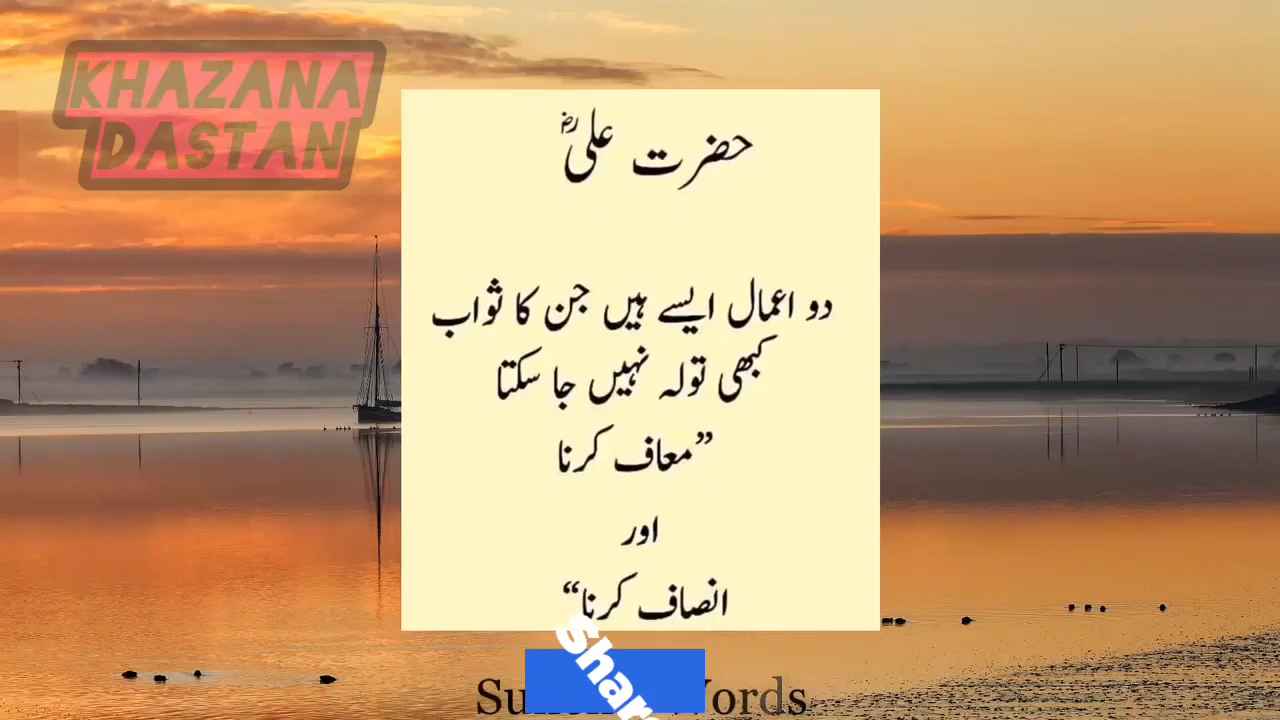 KHAZANA
DASTAN
حضرت علیؓ
دو اعمال ایسے ہیں جن کا ثواب
کبھی تولہ نہیں جا سکتا
”معاف کرنا
اور
انصاف کرنا“
Share
Words